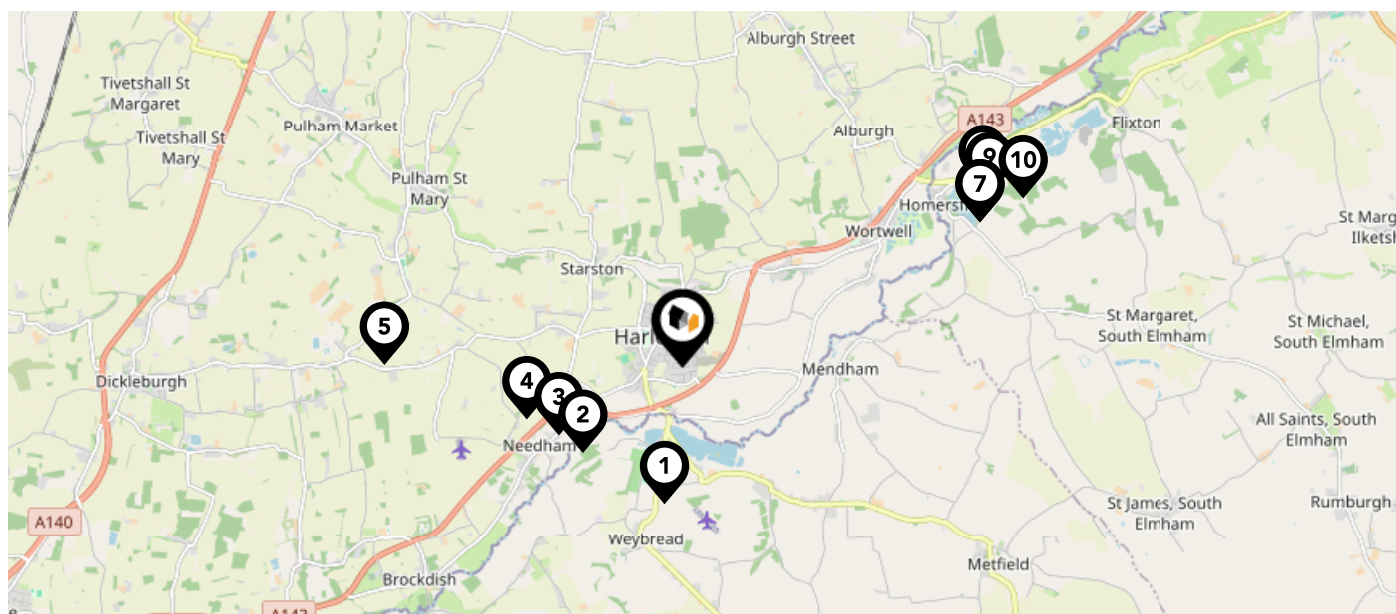 Alburgh Street
Tivetshall St
Margaret
A143
Pulham Market
Flixton
Alburgh
Tivetshall St
Mary
9
10
Pulham St
Mary
7
Homersf
St Marg
Ilketsh
Wortwell
Starston
5
St Margaret,
South Elmham
St Michael,
South Elmham
Harl
Mendham
Dickleburgh
4
3
2
All Saints, South
Elmham
Needham
1
St James, South
Elmham
Rumburgh
A140
Weybread
Metfield
Brockdish
A143